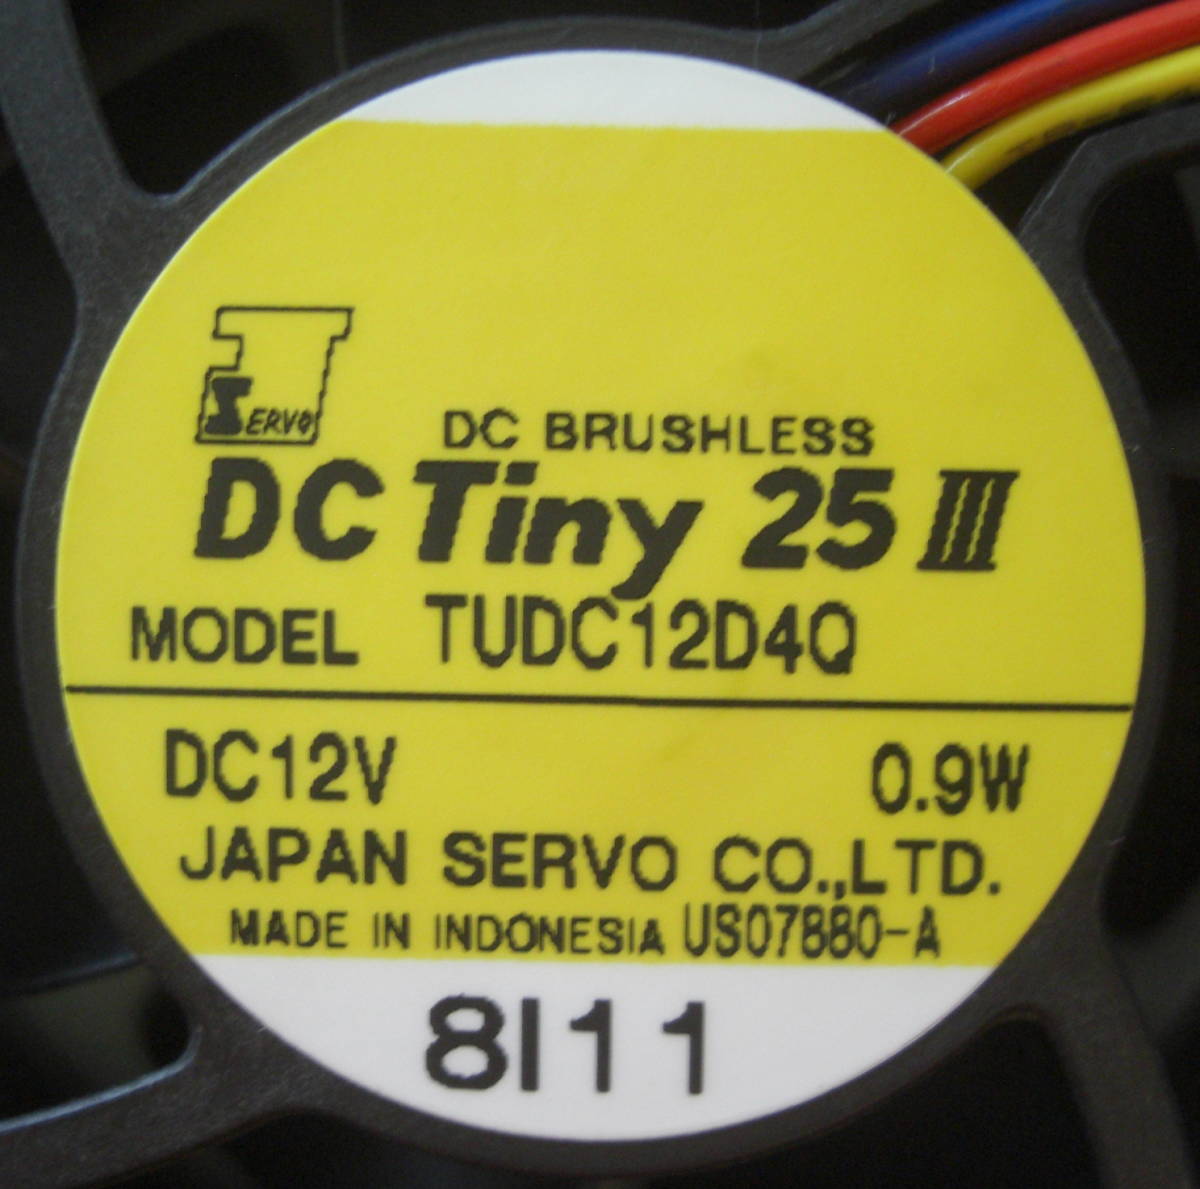 J SERVO
DC BRUSHLESS
DC Tiny 25 III
MODEL TUDC12D4Q
DC12V 0.9W
JAPAN SERVO CO.,LTD.
MADE IN INDONESIA US07880-A
8I11